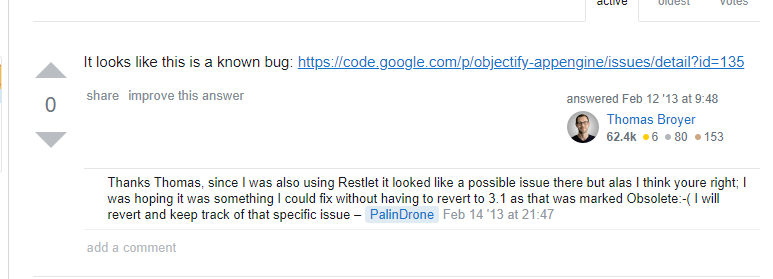 active
oldest
votes
It looks like this is a known bug: https://code.google.com/p/objectify-appengine/issues/detail?id=135
0
share improve this answer
answered Feb 12 '13 at 9:48
Thomas Broyer
62.4k 6 80 153
Thanks Thomas, since I was also using Restlet it looked like a possible issue there but alas I think youre right; I
was hoping it was something I could fix without having to revert to 3.1 as that was marked Obsolete:-( I will
revert and keep track of that specific issue – PalinDrone Feb 14 '13 at 21:47
add a comment